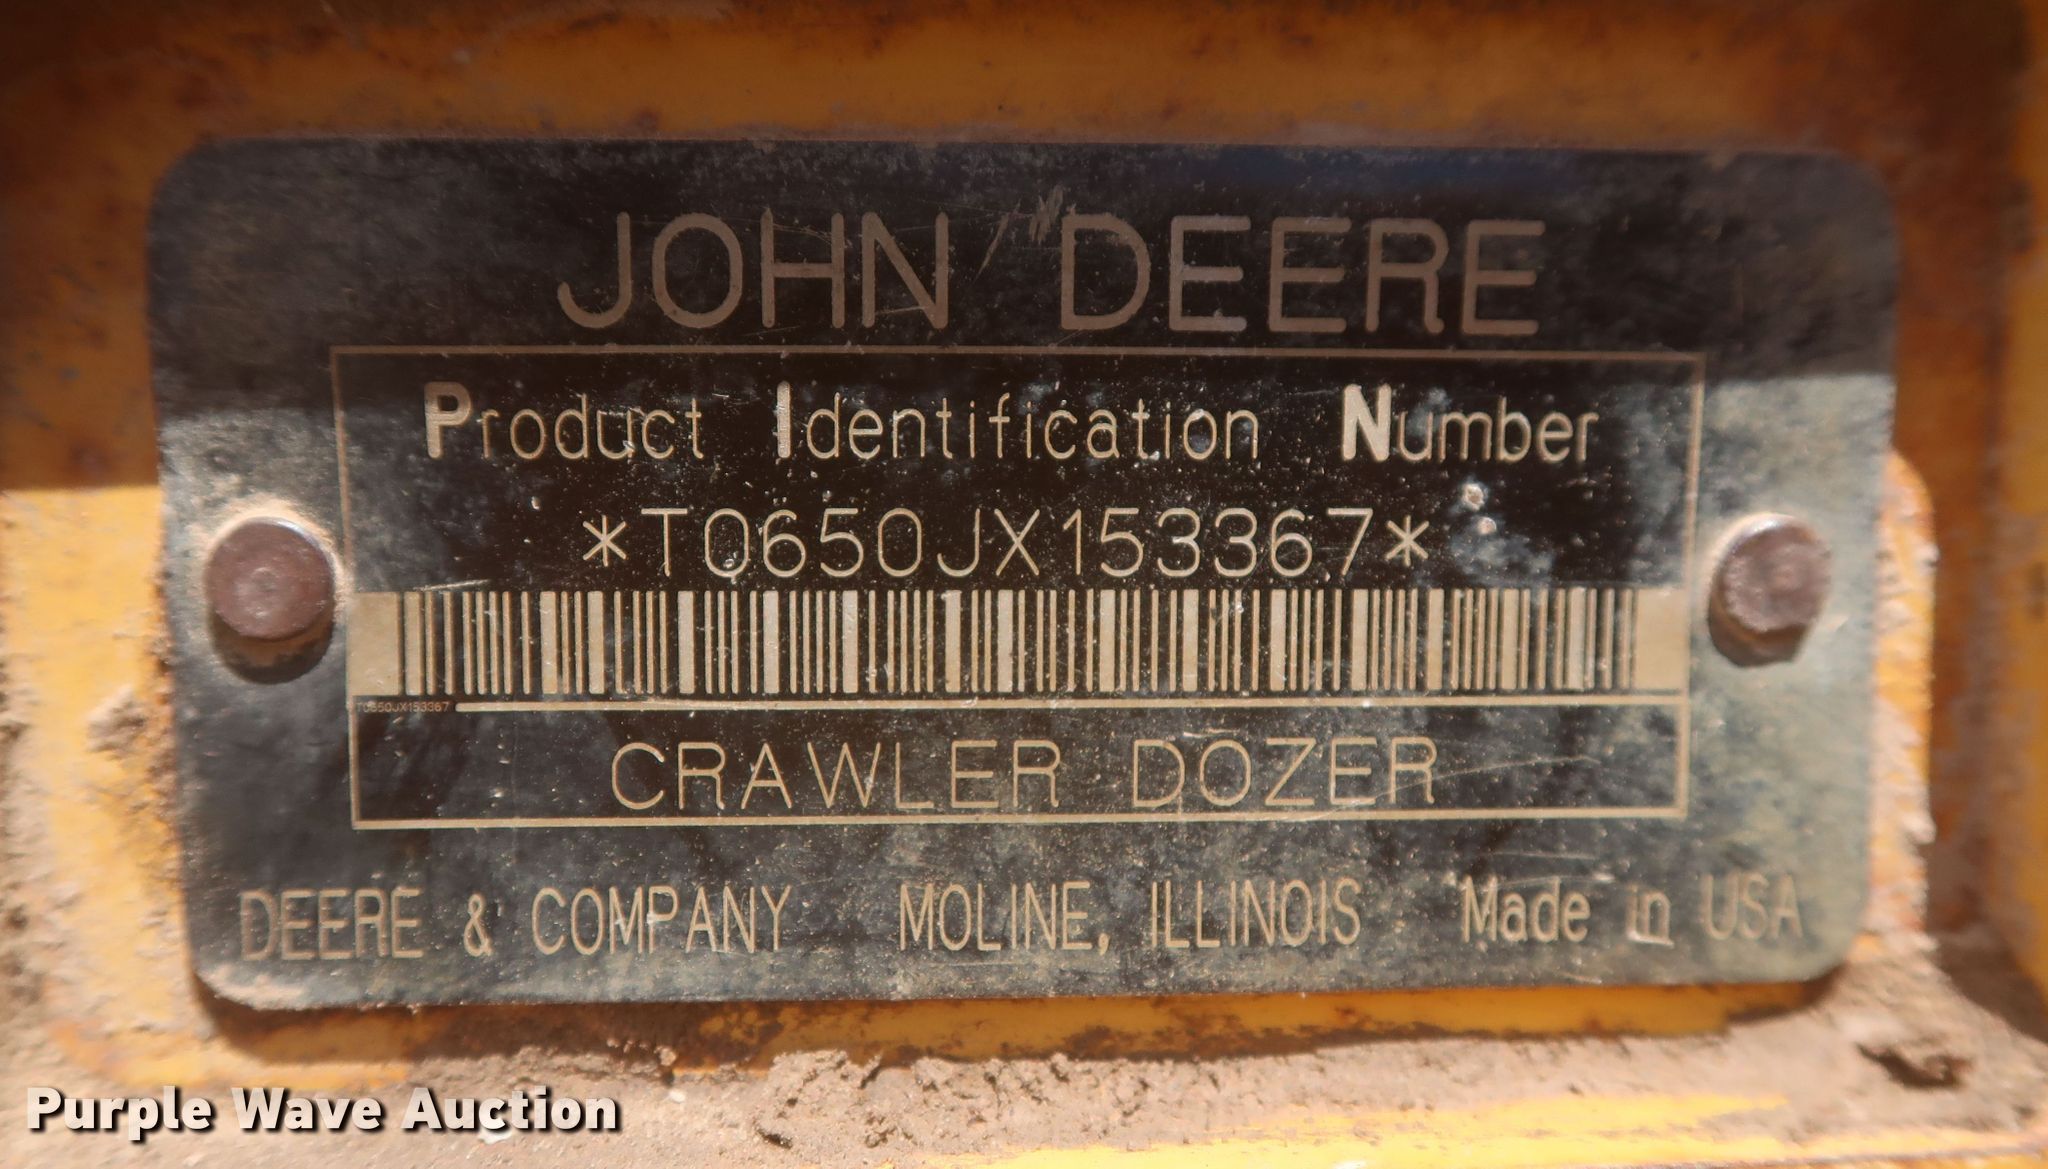 JOHN DEERE
Product Identification Number
*T0650JX153367*
T0650JX153367
CRAWLER DOZER
DEERE & COMPANY MOLINE, ILLINOIS Made in USA
Purple Wave Auction